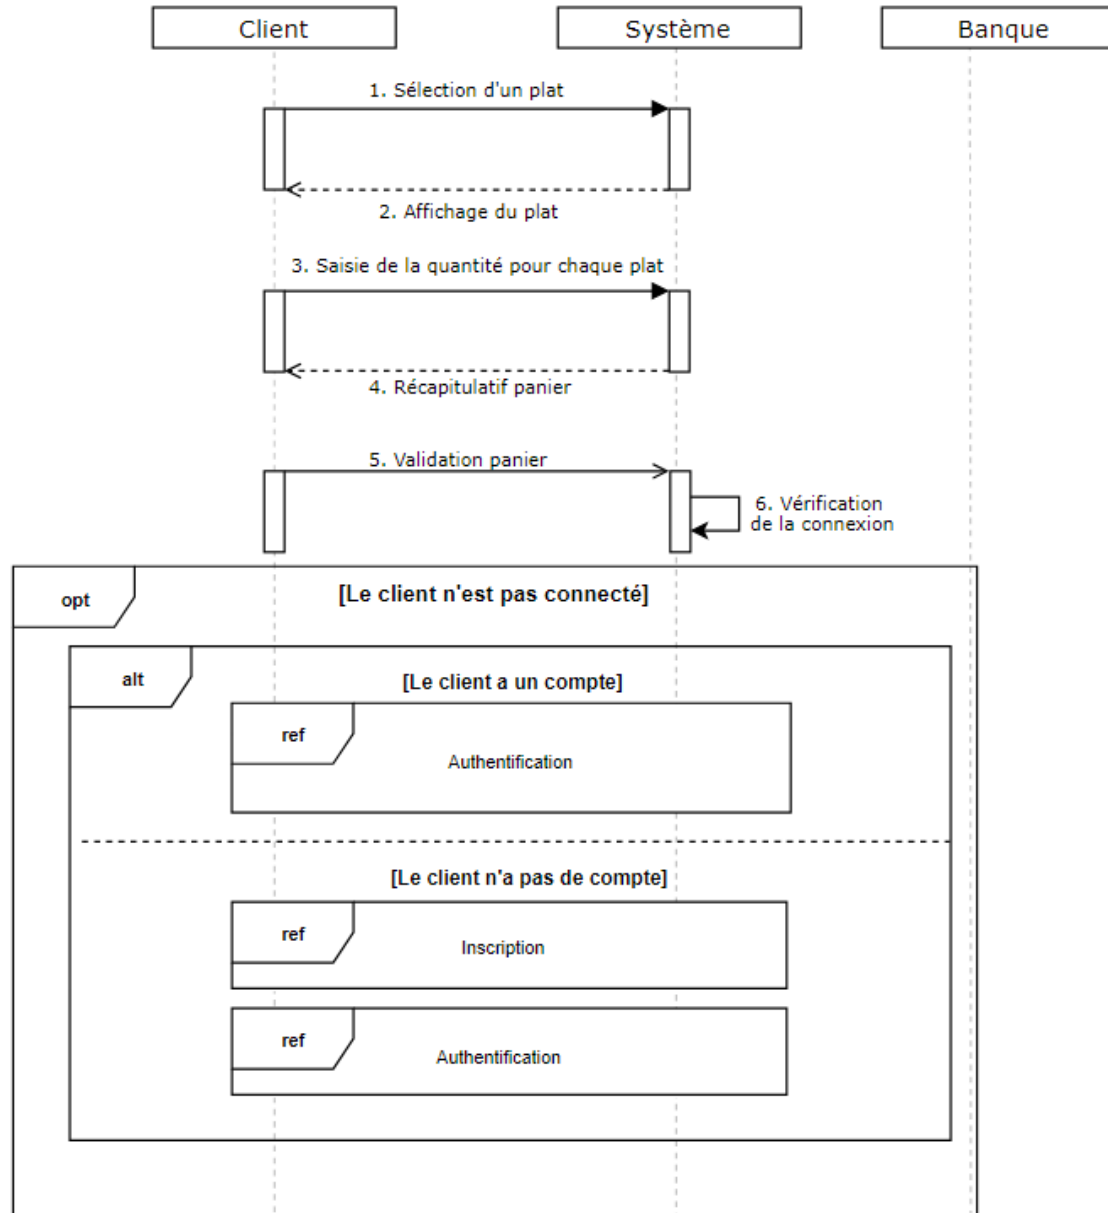 Client
Système
Banque
1. Sélection d'un plat
2. Affichage du plat
3. Saisie de la quantité pour chaque plat
4. Récapitulatif panier
5. Validation panier
6. Vérification
de la connexion
opt
[Le client n'est pas connecté]
alt
[Le client a un compte]
ref
Authentification
[Le client n'a pas de compte]
ref
Inscription
ref
Authentification